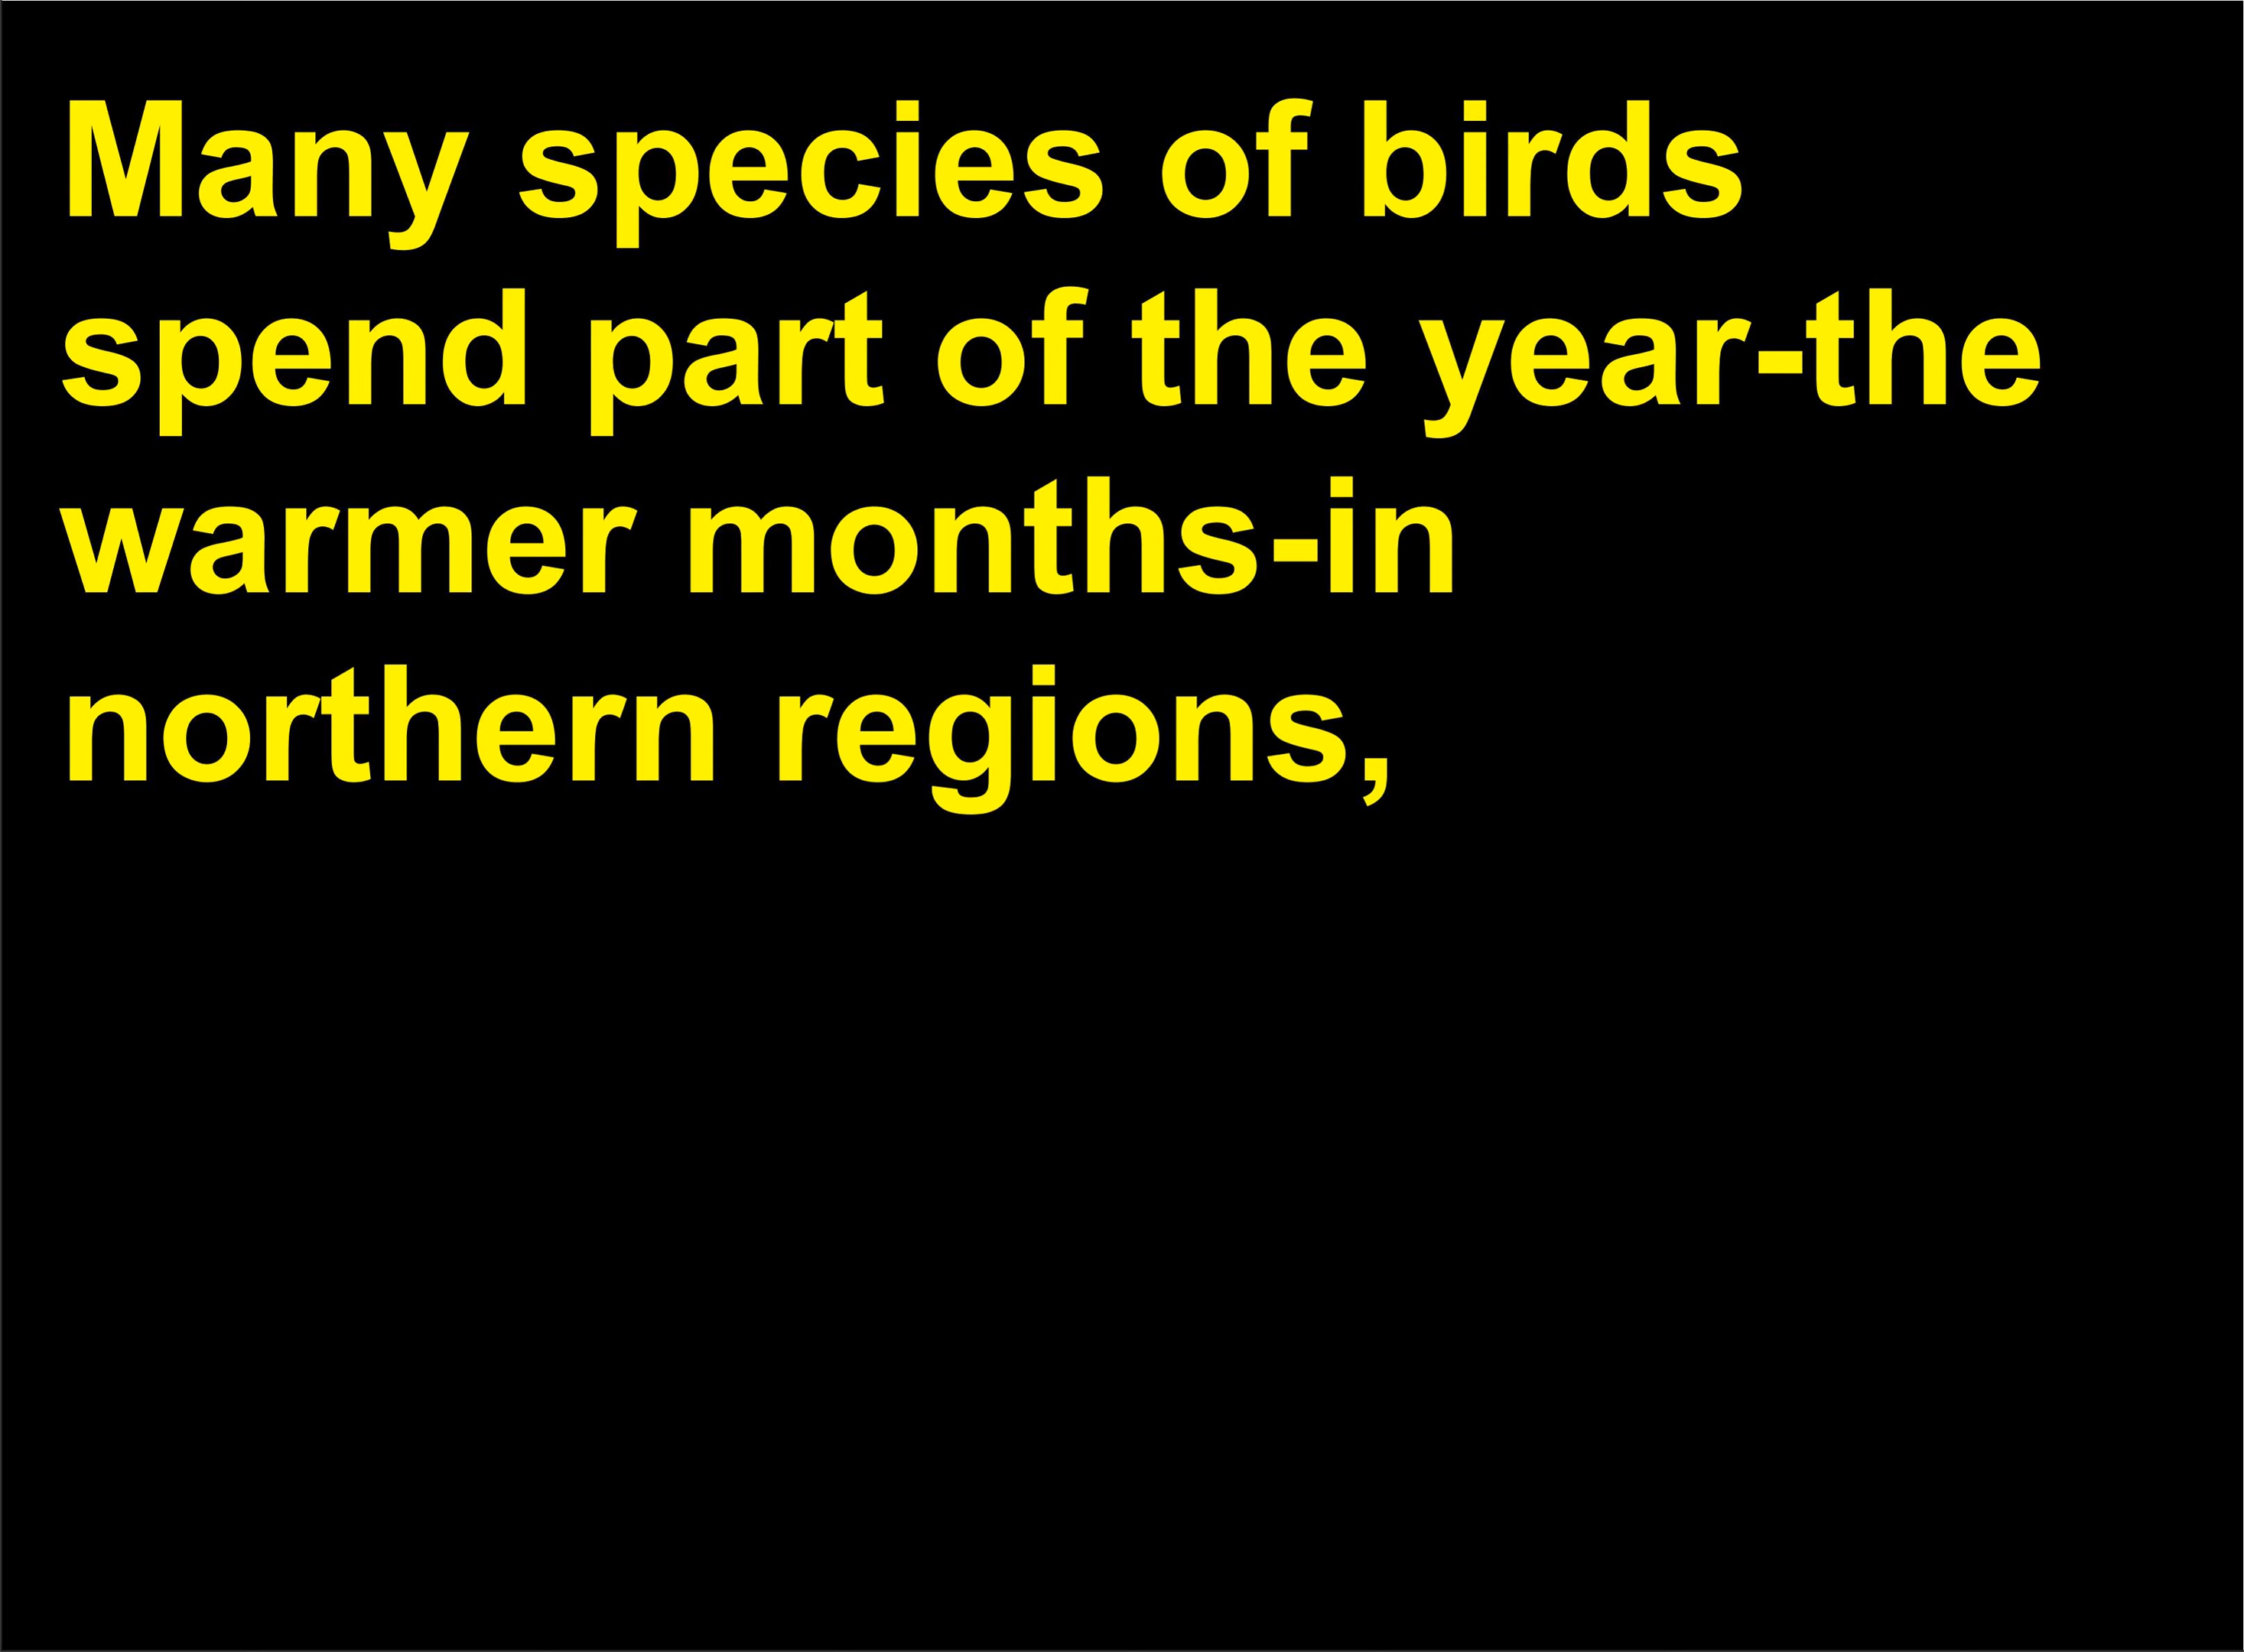 Many species of birds
spend part of the year-the
warmer months-in
northern regions,